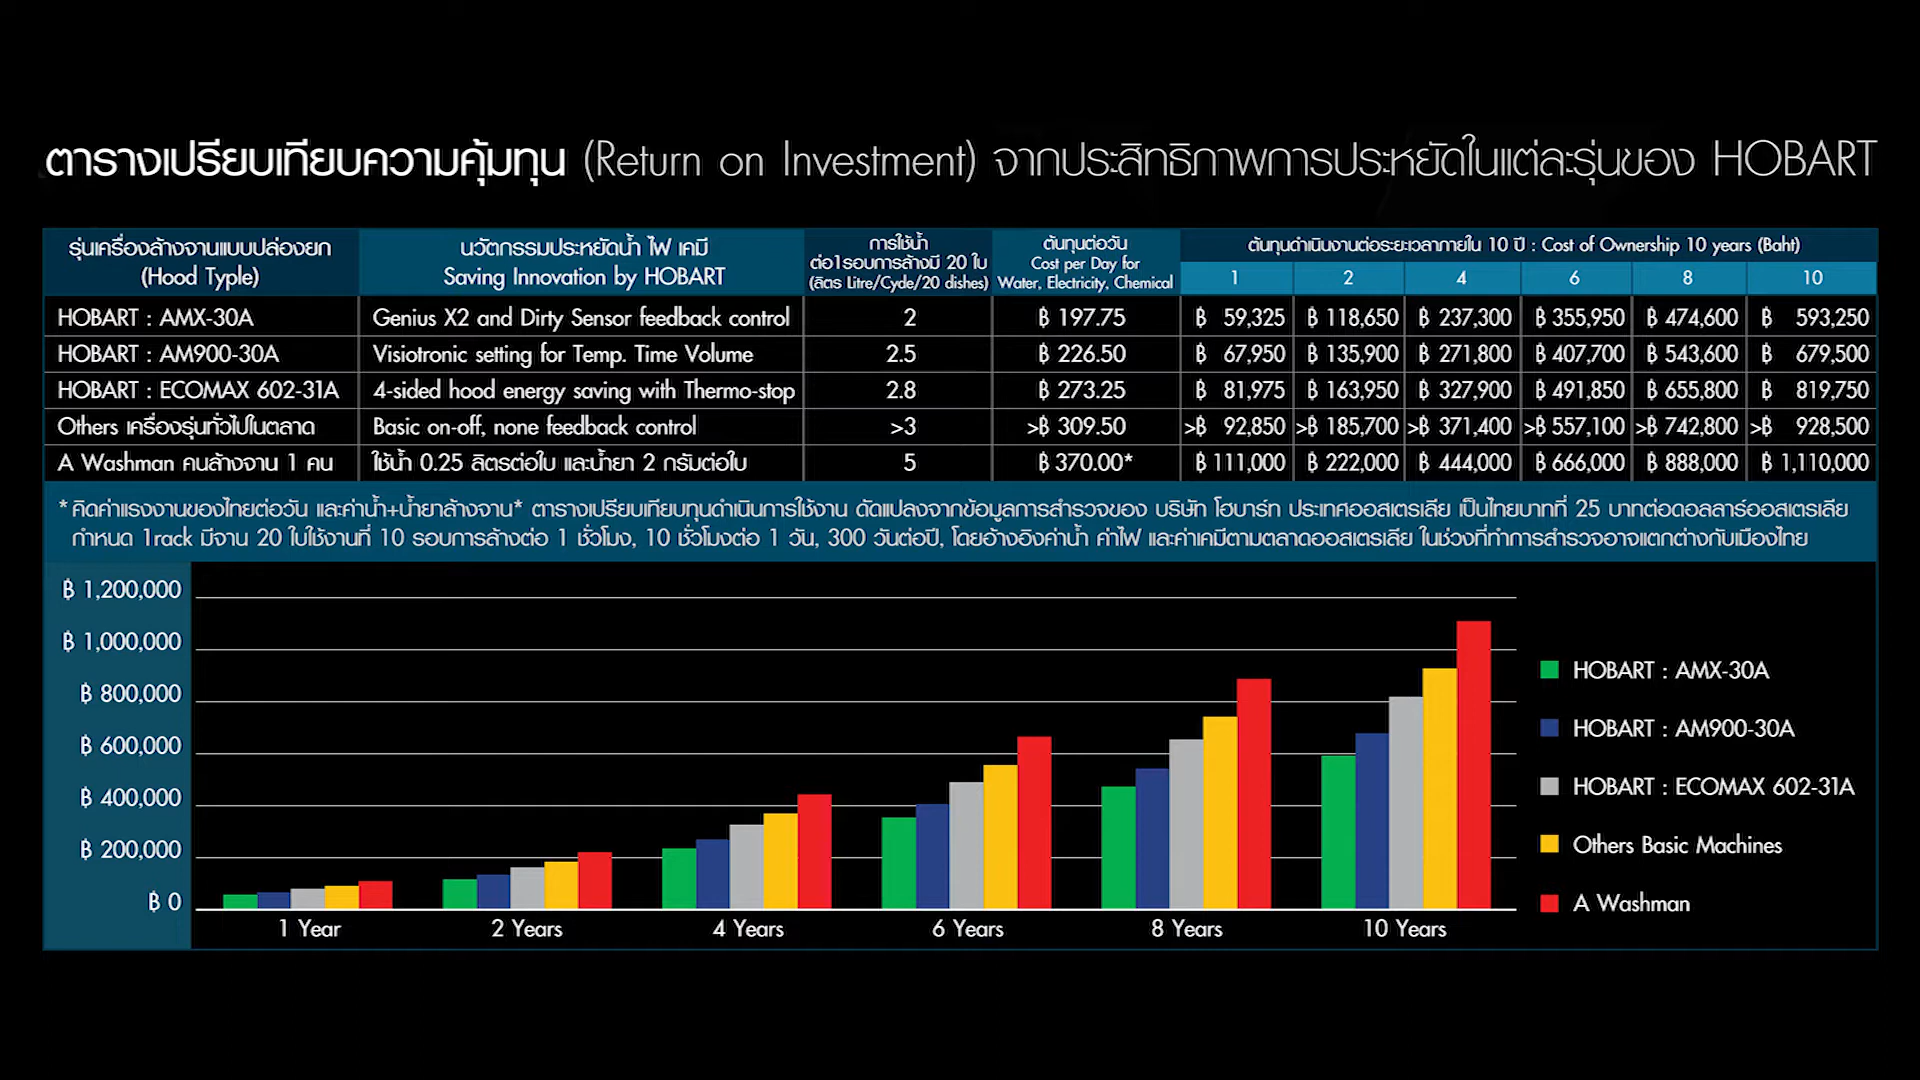 ตารางเปรียบเทียบความคุ้มทุน (Return on Investment) จากประสิทธิภาพการประหยัดในแต่ละรุ่นของ HOBART
รุ่นเครื่องล้างจานแบบปล่องยก
(Hood Typle)
นวัตกรรมประหยัดน้ำ ไฟ เคมี
Saving Innovation by HOBART
การใช้น้ำ
ต่อ1รอบการล้างมี 20 ใบ
(ลิตร Litre/Cycle/20 dishes)
ต้นทุนต่อวัน
Cost per Day for
Water, Electricity, Chemical
ต้นทุนดำเนินงานต่อระยะเวลาภายใน 10 ปี : Cost of Ownership 10 years (Baht)
1 2 4 6 8 10
HOBART : AMX-30A Genius X2 and Dirty Sensor feedback control 2 ฿ 197.75 ฿ 59,325 ฿ 118,650 ฿ 237,300 ฿ 355,950 ฿ 474,600 ฿ 593,250
HOBART : AM900-30A Visiotronic setting for Temp. Time Volume 2.5 ฿ 226.50 ฿ 67,950 ฿ 135,900 ฿ 271,800 ฿ 407,700 ฿ 543,600 ฿ 679,500
HOBART : ECOMAX 602-31A 4-sided hood energy saving with Thermo-stop 2.8 ฿ 273.25 ฿ 81,975 ฿ 163,950 ฿ 327,900 ฿ 491,850 ฿ 655,800 ฿ 819,750
Others เครื่องรุ่นทั่วไปในตลาด Basic on-off, none feedback control >3 >฿ 309.50 >฿ 92,850 >฿ 185,700 >฿ 371,400 >฿ 557,100 >฿ 742,800 >฿ 928,500
A Washman คนล้างจาน 1 คน ใช้น้ำ 0.25 ลิตรต่อใบ และน้ำยา 2 กรัมต่อใบ 5 ฿ 370.00* ฿ 111,000 ฿ 222,000 ฿ 444,000 ฿ 666,000 ฿ 888,000 ฿ 1,110,000
* คิดค่าแรงงานของไทยต่อวัน และค่าน้ำ+น้ำยาล้างจาน* ตารางเปรียบเทียบทุนดำเนินการใช้งาน ดัดแปลงจากข้อมูลการสำรวจของ บริษัท โฮบาร์ท ประเทศออสเตรเลีย เป็นไทยบาทที่ 25 บาทต่อดอลลาร์ออสเตรเลีย
กำหนด 1rack มีจาน 20 ใบใช้งานที่ 10 รอบการล้างต่อ 1 ชั่วโมง, 10 ชั่วโมงต่อ 1 วัน, 300 วันต่อปี, โดยอ้างอิงค่าน้ำ ค่าไฟ และค่าเคมีตามตลาดออสเตรเลีย ในช่วงที่ทำการสำรวจอาจแตกต่างกับเมืองไทย
฿ 1,200,000
฿ 1,000,000
฿ 800,000
฿ 600,000
฿ 400,000
฿ 200,000
฿ 0
1 Year 2 Years 4 Years 6 Years 8 Years 10 Years
HOBART : AMX-30A
HOBART : AM900-30A
HOBART : ECOMAX 602-31A
Others Basic Machines
A Washman